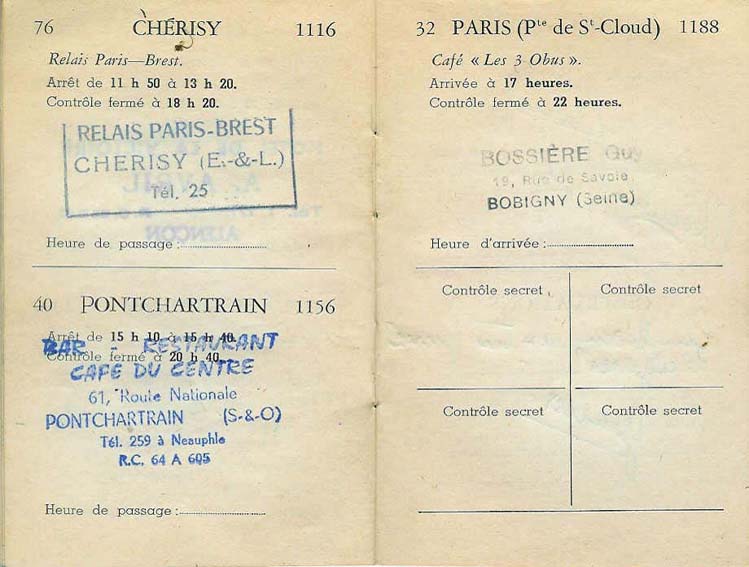 76 CHÉRISY 1116
Relais Paris—Brest.
Arrêt de 11 h 50 à 13 h 20.
Contrôle fermé à 18 h 20.
RELAIS PARIS-BREST
CHERISY (E.-&-L.)
Tél. 25
Heure de passage :
40 PONTCHARTRAIN 1156
Arrêt de 15 h 10 à 15 h 40.
Contrôle fermé à 20 h 40.
BAR - RESTAURANT
CAFE DU CENTRE
61, Route Nationale
PONTCHARTRAIN (S-&-O)
Tél. 259 à Neauphle
R.C. 64 A 605
Heure de passage :
32 PARIS (Pte de St-Cloud) 1188
Café « Les 3 Obus ».
Arrivée à 17 heures.
Contrôle fermé à 22 heures.
BOSSIÈRE Guy
19, Rue de Savoie
BOBIGNY (Seine)
Heure d'arrivée :
Contrôle secret Contrôle secret
Contrôle secret Contrôle secret